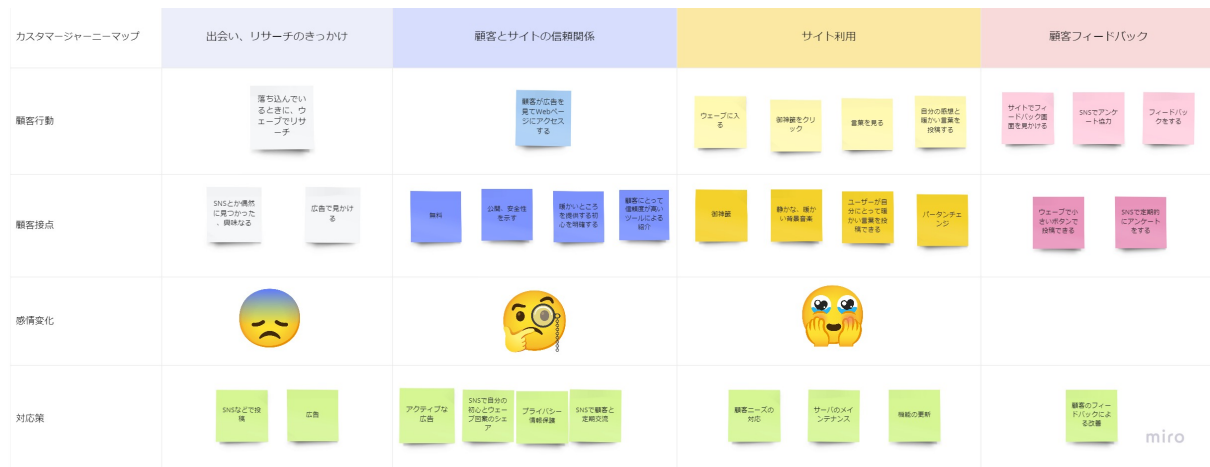 カスタマージャーニーマップ
出会い、リサーチのきっかけ
顧客とサイトの信頼関係
サイト利用
顧客フィードバック
顧客行動
落ち込んでい
るときに、ウ
ェーブでリサ
ーチ
顧客が広告を
見てWebペー
ジにアクセス
する
ウェーブに入
る
御神籤をクリ
ック
言葉を見る
自分の感想と
暖かい言葉を
投稿する
サイトでフィ
ードバック画
面を見かける
SNSでアンケ
ート協力
フィードバッ
クをする
顧客接点
SNSとか偶然
に見つかった
、興味なる
広告で見かけ
る
無料
公開、安全性
を示す
暖かいところ
を提供する初
心を明確する
顧客にとって
信頼度が高い
ツールによる
紹介
御神籤
静かな、暖か
い背景音楽
ユーザーが自
分にとって暖
かい言葉を投
稿できる
パータンチェ
ンジ
ウェーブで小
さいボタンで
投稿できる
SNSで定期的
にアンケート
をする
感情変化
対応策
SNSなどで投
稿
広告
アクティブな
広告
SNSで自分の
初心とウェー
ブ回案のシェ
ア
プライバシー
情報保護
SNSで顧客と
定期交流
顧客ニーズの
対応
サーバのメイ
ンテナンス
機能の更新
顧客のフィー
ドバックによ
る改善
miro